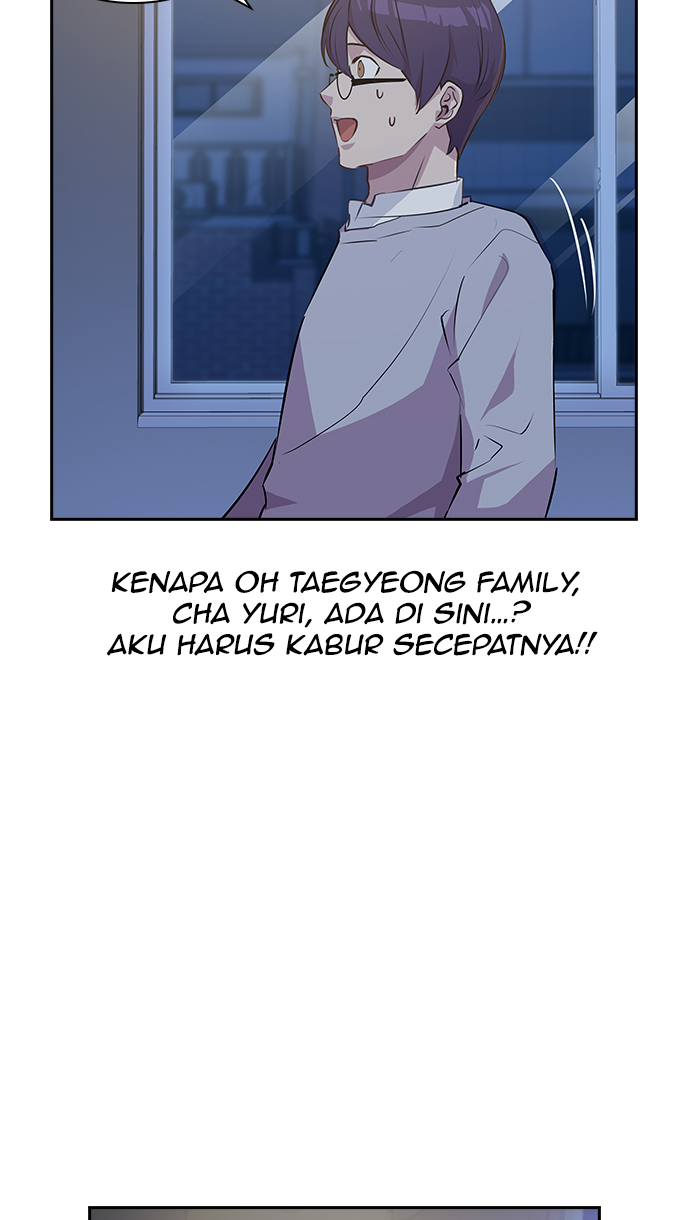 KENAPA OH TAEGYEONG FAMILY,
CHA YURI, ADA DI SINI...?
AKU HARUS KABUR SECEPATNYA!!